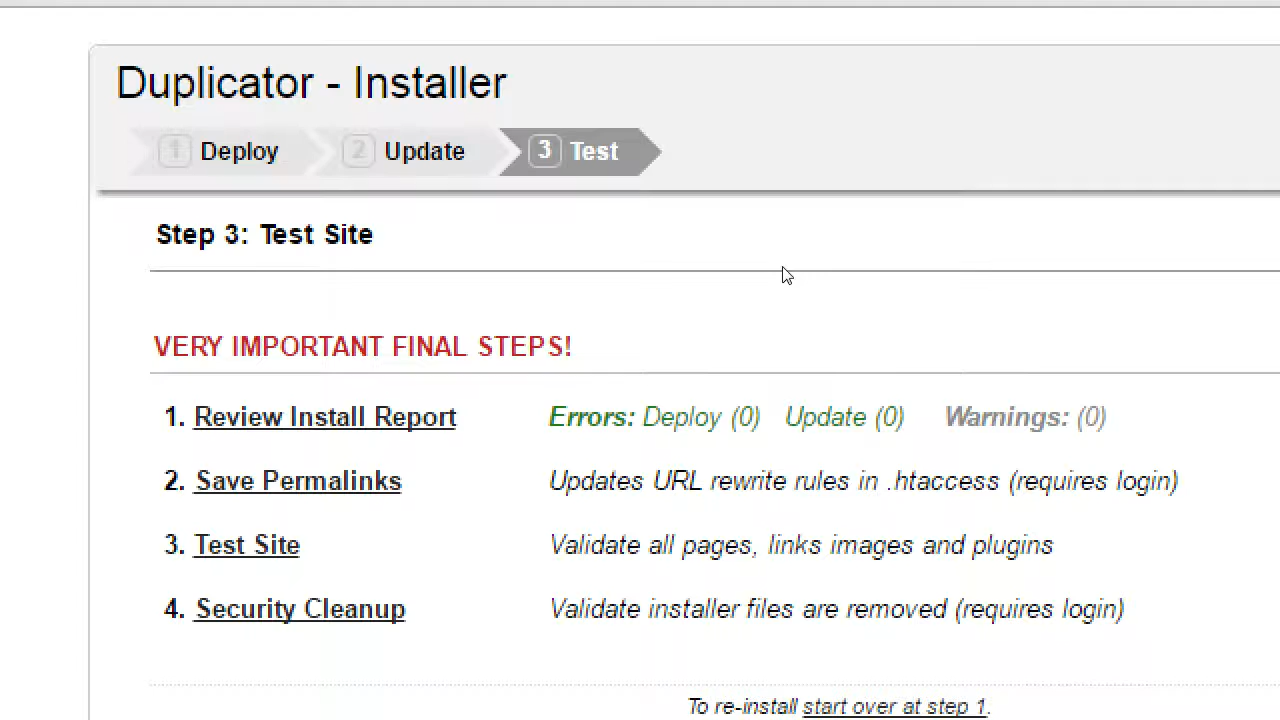 Duplicator - Installer
1 Deploy 2 Update 3 Test
Step 3: Test Site
VERY IMPORTANT FINAL STEPS!
1. Review Install Report Errors: Deploy (0) Update (0) Warnings: (0)
2. Save Permalinks Updates URL rewrite rules in .htaccess (requires login)
3. Test Site Validate all pages, links images and plugins
4. Security Cleanup Validate installer files are removed (requires login)
To re-install start over at step 1.